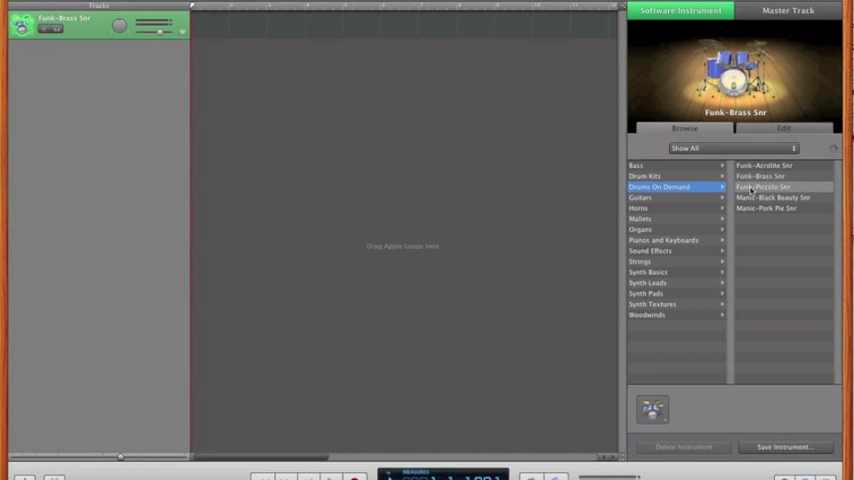 Tracks
Software Instrument
Master Track
Funk-Brass Snr
Funk-Brass Snr
Browse
Edit
Show All
Bass
Drum Kits
Drums On Demand
Guitars
Horns
Mallets
Organs
Pianos and Keyboards
Sound Effects
Strings
Synth Basics
Synth Leads
Synth Pads
Synth Textures
Woodwinds
Funk-Acrolite Snr
Funk-Brass Snr
Funk-Piccolo Snr
Manic-Black Beauty Snr
Manic-Pork Pie Snr
Drag Apple Loops here.
Delete Instrument
Save Instrument...
MEASURES